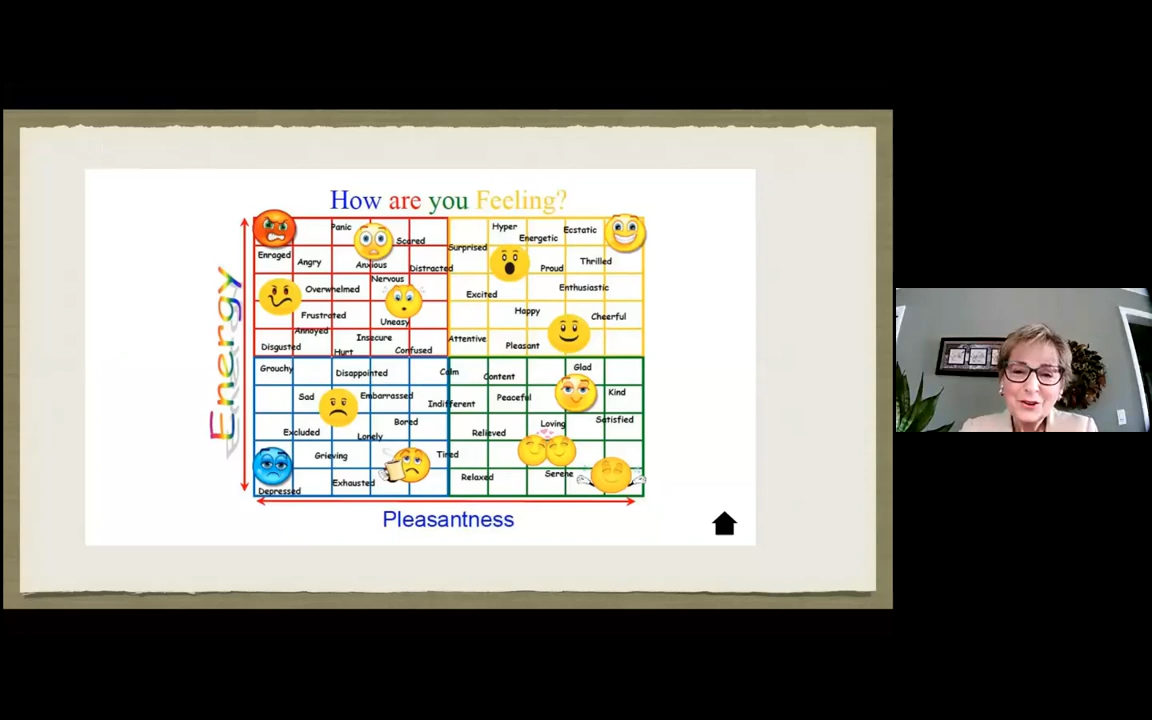 How are you Feeling?
Energy
Panic
Scared
Enraged
Angry
Anxious
Distracted
Nervous
Overwhelmed
Frustrated
Uneasy
Annoyed
Insecure
Disgusted
Hurt
Confused
Hyper
Energetic
Ecstatic
Surprised
Proud
Thrilled
Excited
Enthusiastic
Happy
Cheerful
Attentive
Pleasant
Grouchy
Disappointed
Sad
Embarrassed
Bored
Excluded
Lonely
Grieving
Tired
Depressed
Exhausted
Calm
Content
Glad
Peaceful
Kind
Indifferent
Loving
Satisfied
Relieved
Relaxed
Serene
Pleasantness